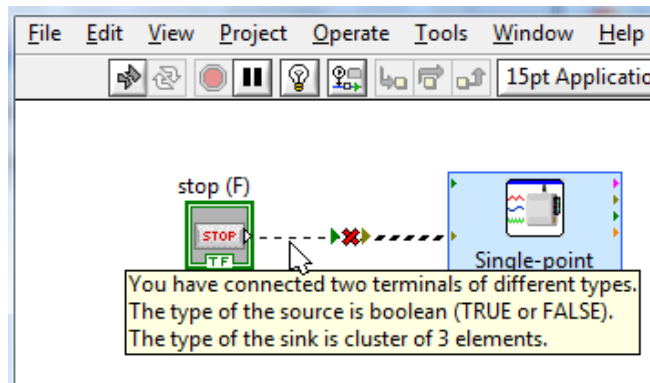 File Edit View Project Operate Tools Window Help
15pt Applicatio
stop (F)
STOP
TF
Single-point
You have connected two terminals of different types.
The type of the source is boolean (TRUE or FALSE).
The type of the sink is cluster of 3 elements.